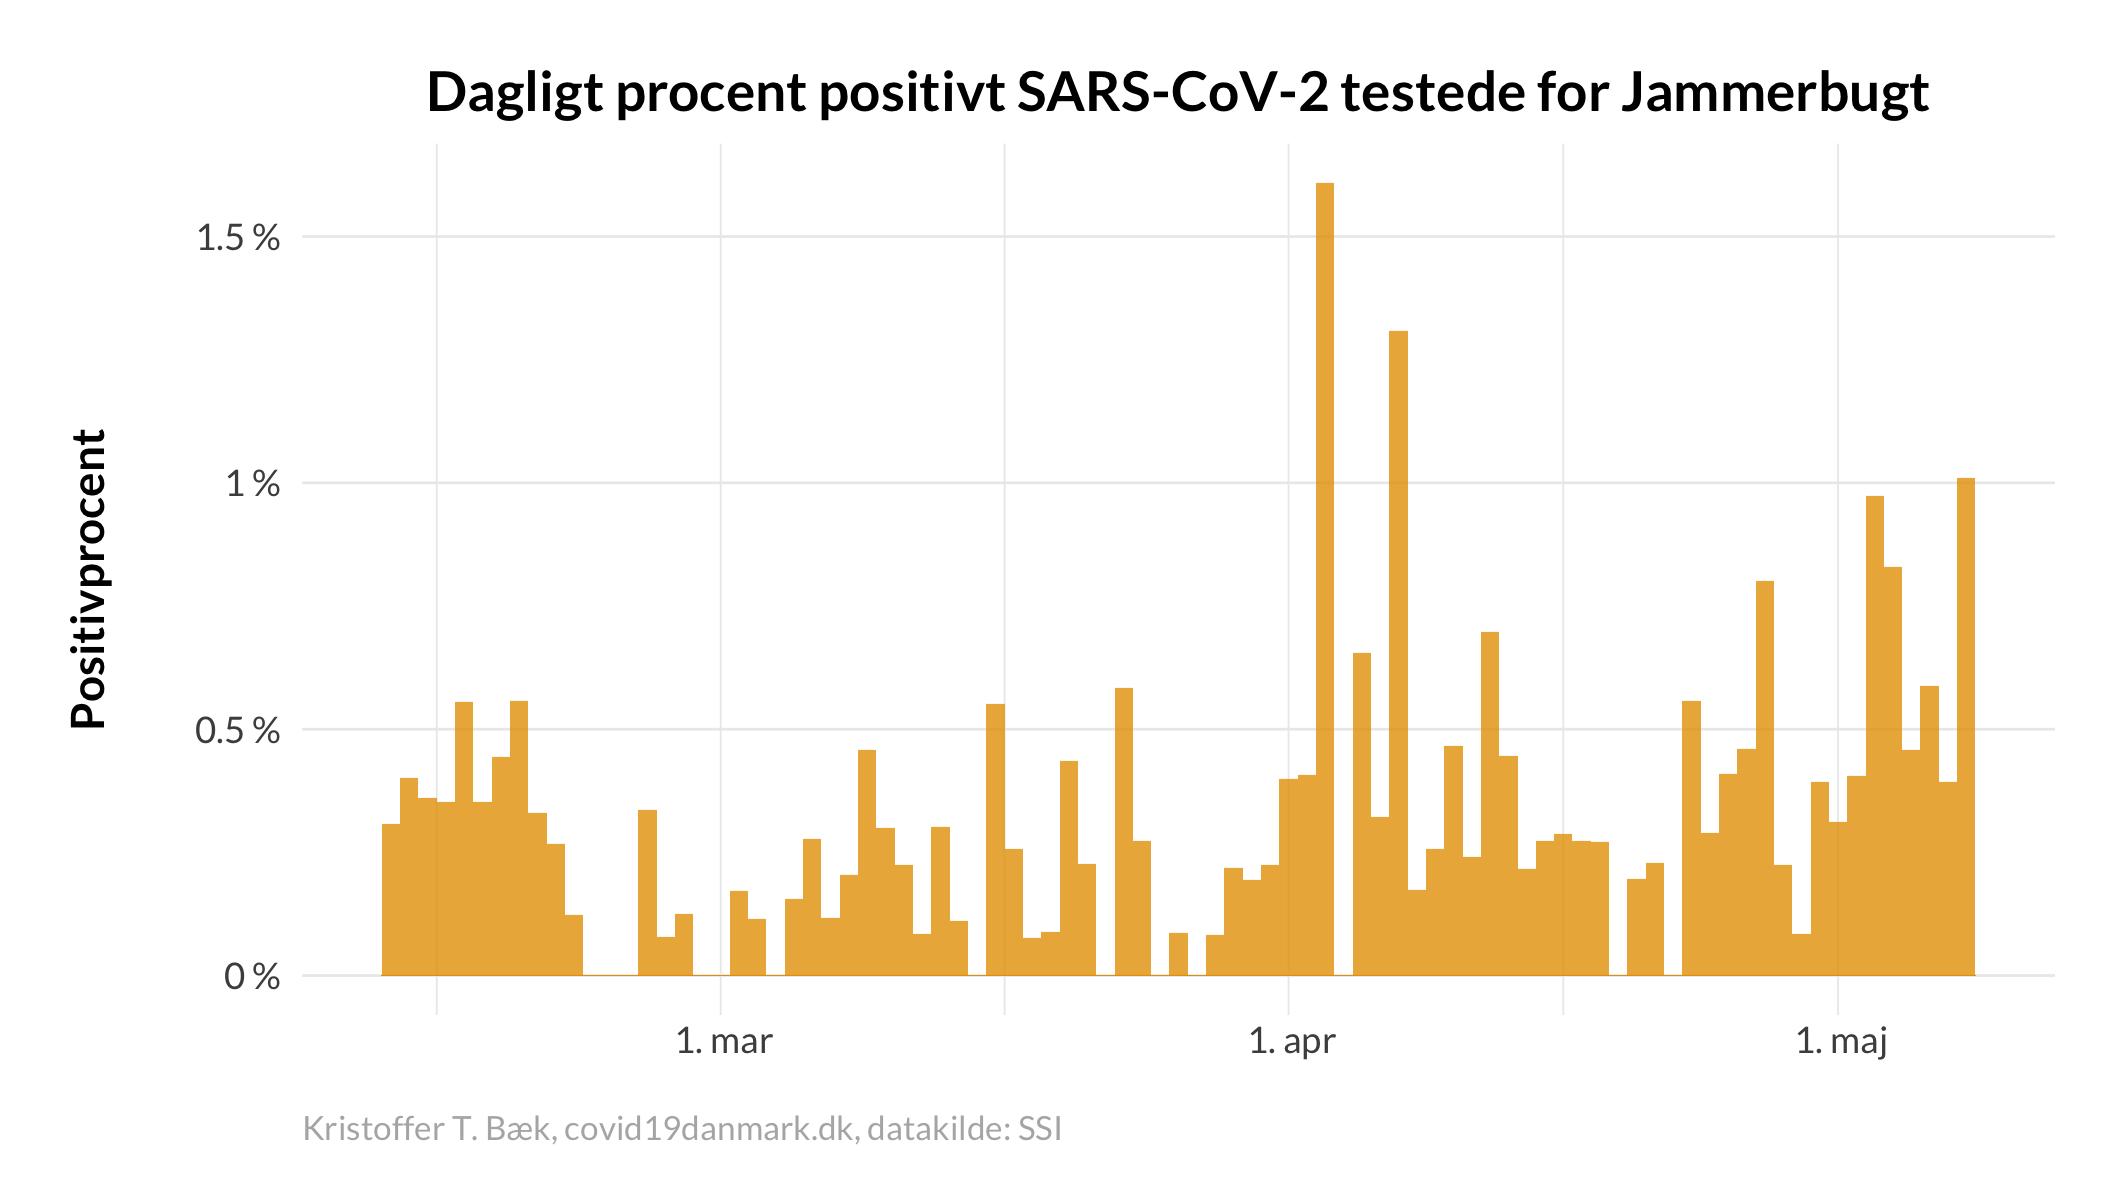 Dagligt procent positivt SARS-CoV-2 testede for Jammerbugt
Positivprocent
1.5 %
1 %
0.5 %
0 %
1. mar
1. apr
1. maj
Kristoffer T. Bæk, covid19danmark.dk, datakilde: SSI